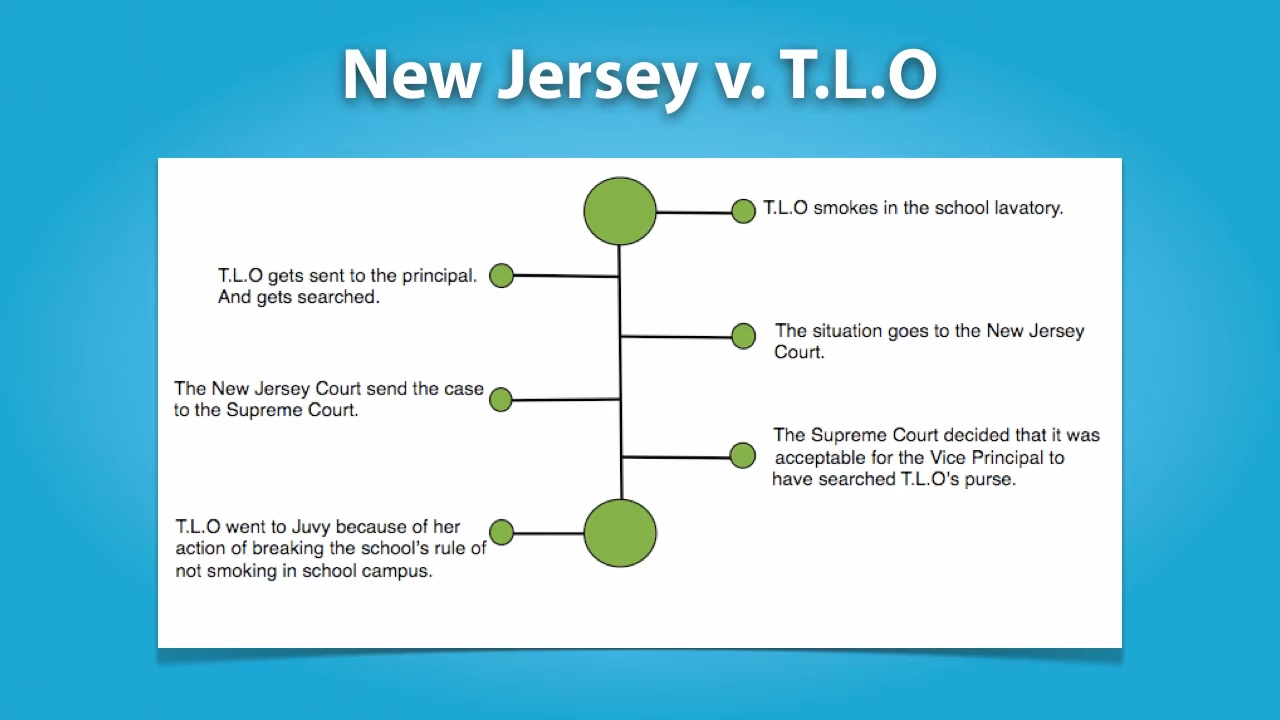 New Jersey v. T.L.O
T.L.O smokes in the school lavatory.
T.L.O gets sent to the principal.
And gets searched.
The situation goes to the New Jersey
Court.
The New Jersey Court send the case
to the Supreme Court.
The Supreme Court decided that it was
acceptable for the Vice Principal to
have searched T.L.O's purse.
T.L.O went to Juvy because of her
action of breaking the school's rule of
not smoking in school campus.